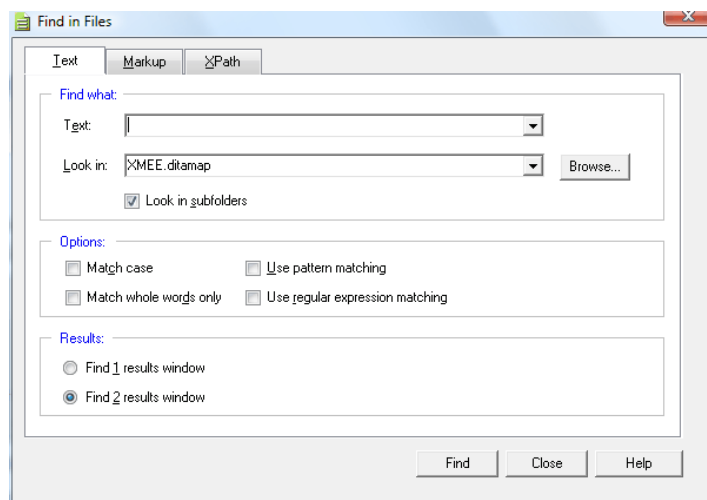 Find in Files
Text Markup XPath
Find what:
Text:
Look in: XMEE.ditamap Browse...
Look in subfolders
Options:
Match case Use pattern matching
Match whole words only Use regular expression matching
Results:
Find 1 results window
Find 2 results window
Find Close Help